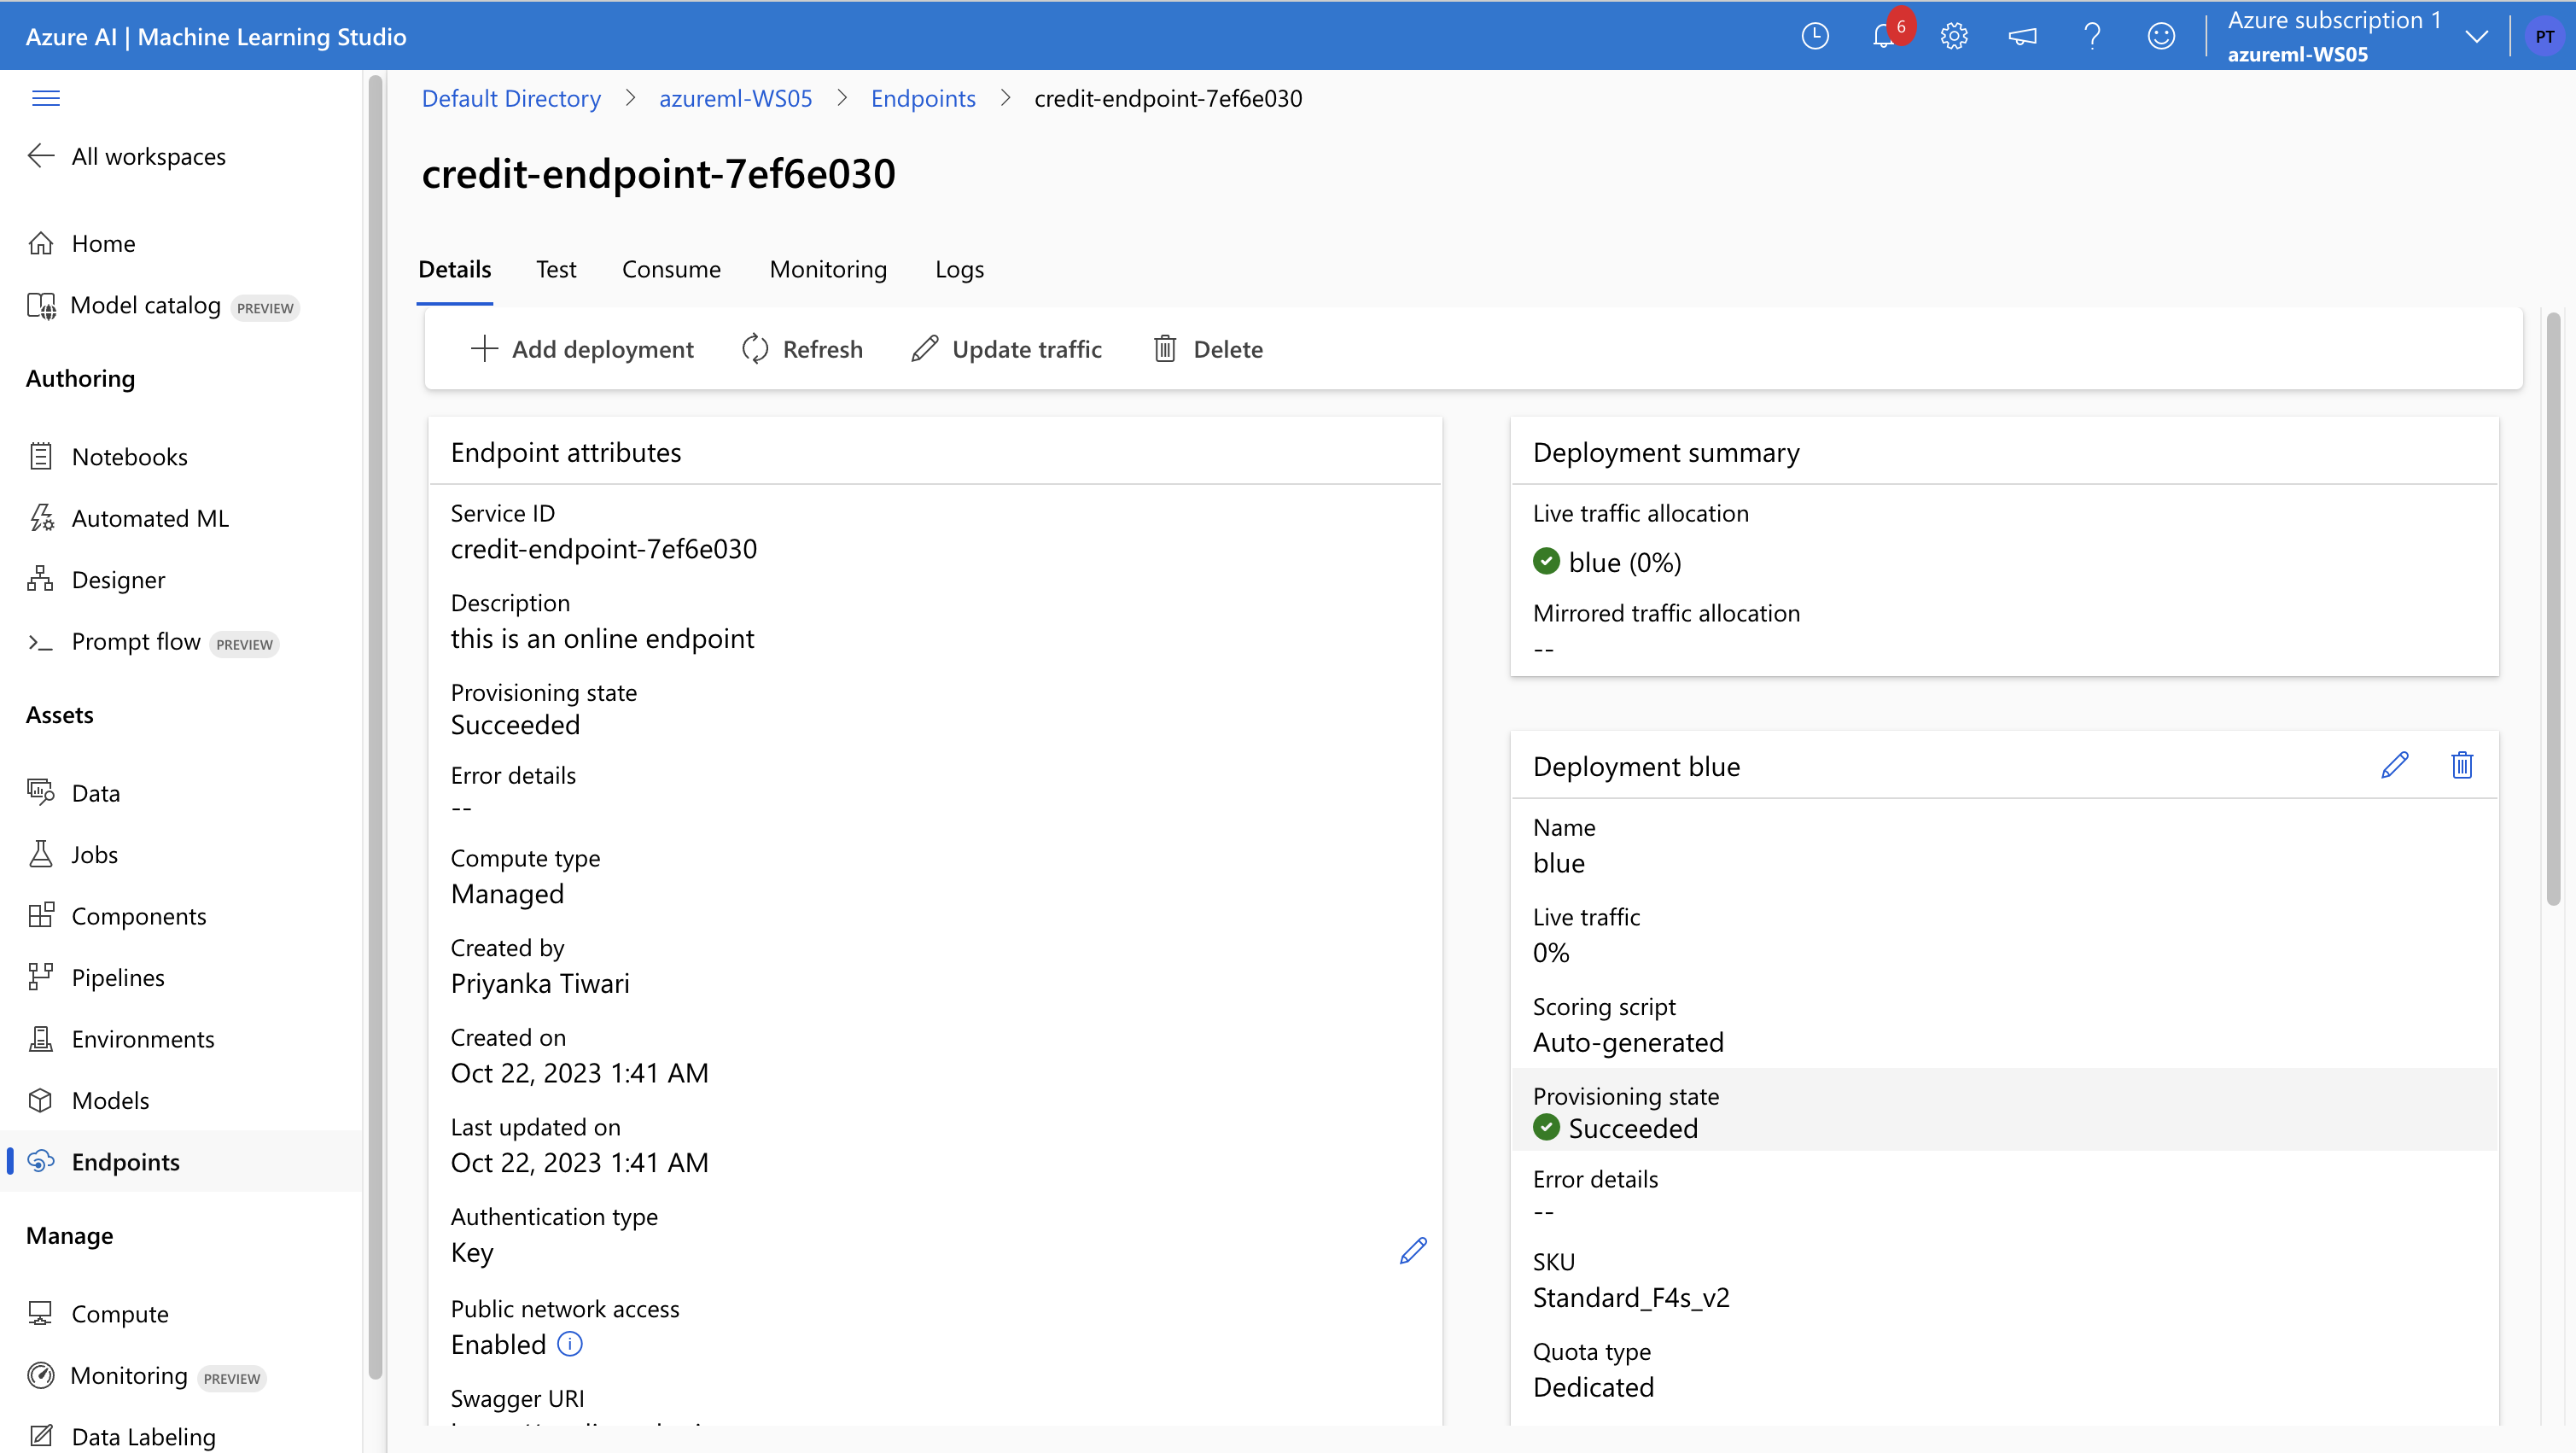 Azure AI | Machine Learning Studio
6
Azure subscription 1
azureml-WS05
PT
All workspaces
Home
Model catalog PREVIEW
Authoring
Notebooks
Automated ML
Designer
Prompt flow PREVIEW
Assets
Data
Jobs
Components
Pipelines
Environments
Models
Endpoints
Manage
Compute
Monitoring PREVIEW
Data Labeling
Default Directory > azureml-WS05 > Endpoints > credit-endpoint-7ef6e030
credit-endpoint-7ef6e030
Details Test Consume Monitoring Logs
Add deployment Refresh Update traffic Delete
Endpoint attributes
Service ID
credit-endpoint-7ef6e030
Description
this is an online endpoint
Provisioning state
Succeeded
Error details
--
Compute type
Managed
Created by
Priyanka Tiwari
Created on
Oct 22, 2023 1:41 AM
Last updated on
Oct 22, 2023 1:41 AM
Authentication type
Key
Public network access
Enabled
Swagger URI
Deployment summary
Live traffic allocation
blue (0%)
Mirrored traffic allocation
--
Deployment blue
Name
blue
Live traffic
0%
Scoring script
Auto-generated
Provisioning state
Succeeded
Error details
--
SKU
Standard_F4s_v2
Quota type
Dedicated